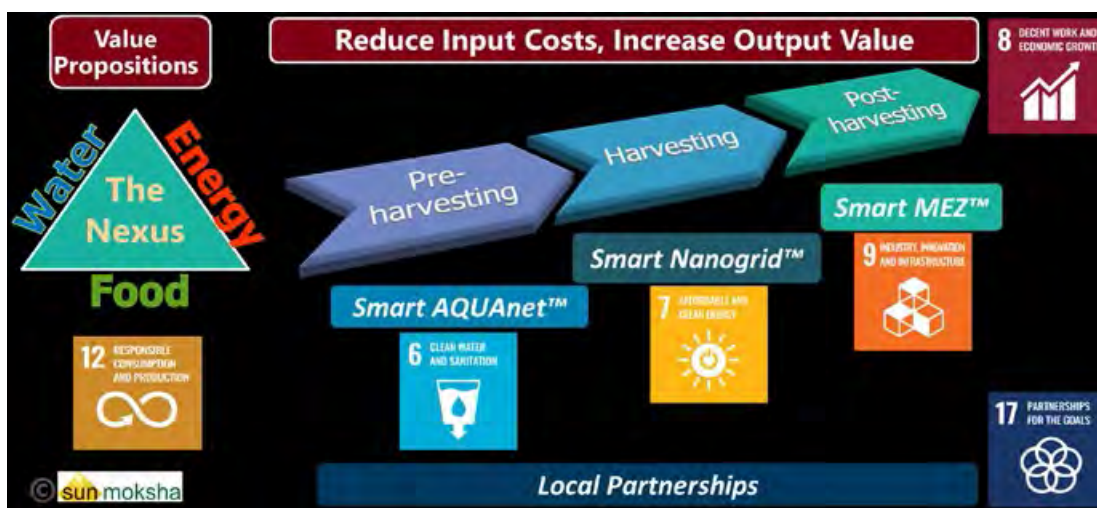 Value
Propositions
Reduce Input Costs, Increase Output Value
8 DECENT WORK AND
ECONOMIC GROWTH
Water
Energy
The
Nexus
Food
Pre-
harvesting
Harvesting
Post-
harvesting
Smart AQUAnet™
Smart Nanogrid™
Smart MEZ™
12 RESPONSIBLE
CONSUMPTION
AND PRODUCTION
6 CLEAN WATER
AND SANITATION
7 AFFORDABLE AND
CLEAN ENERGY
9 INDUSTRY, INNOVATION
AND INFRASTRUCTURE
17 PARTNERSHIPS
FOR THE GOALS
Local Partnerships
© sun moksha